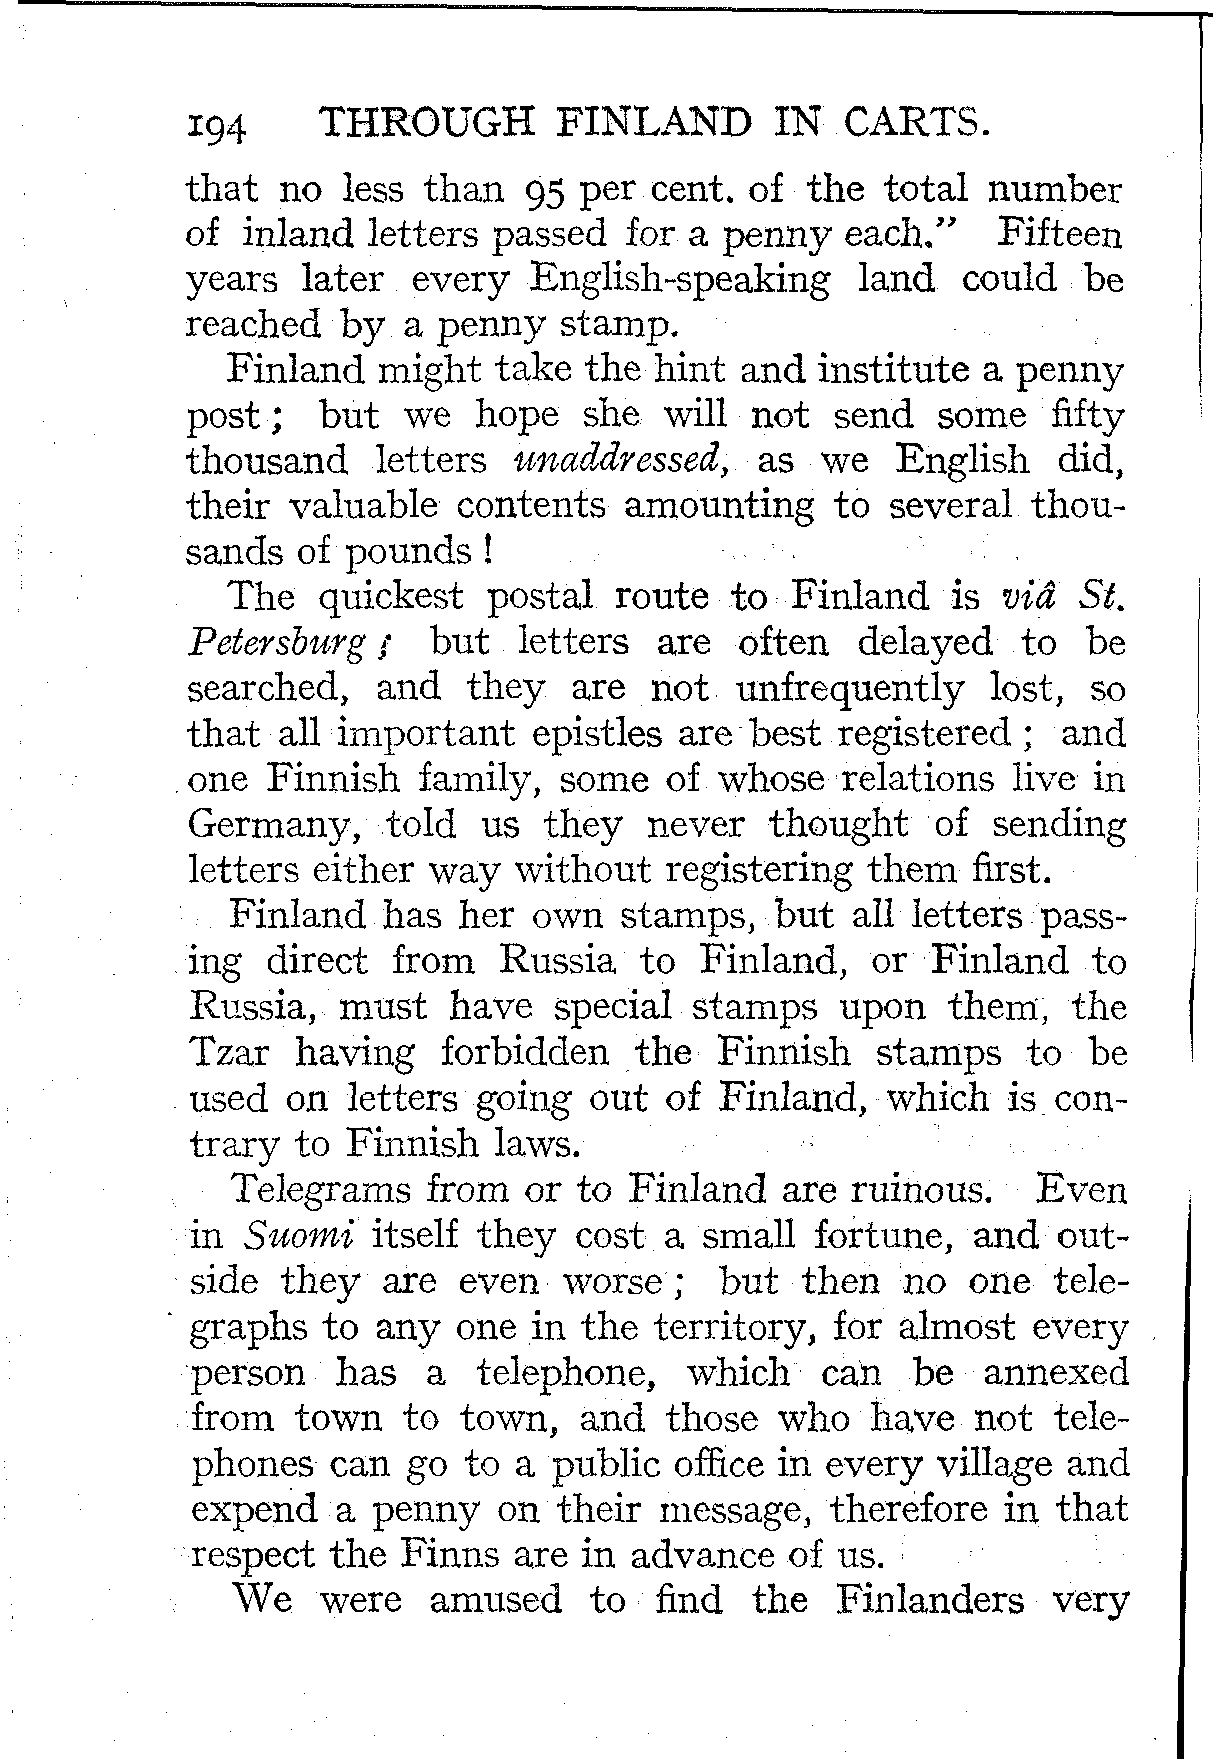 194 THROUGH FINLAND IN CARTS.
that no less than 95 per cent. of the total number
of inland letters passed for a penny each.” Fifteen
years later every English-speaking land could be
reached by a penny stamp.
Finland might take the hint and institute a penny
post ; but we hope she will not send some fifty
thousand letters unaddressed, as we English did,
their valuable contents amounting to several thou-
sands of pounds !
The quickest postal route to Finland is viâ St.
Petersburg ; but letters are often delayed to be
searched, and they are not unfrequently lost, so
that all important epistles are best registered ; and
one Finnish family, some of whose relations live in
Germany, told us they never thought of sending
letters either way without registering them first.
Finland has her own stamps, but all letters pass-
ing direct from Russia to Finland, or Finland to
Russia, must have special stamps upon them, the
Tzar having forbidden the Finnish stamps to be
used on letters going out of Finland, which is con-
trary to Finnish laws.
Telegrams from or to Finland are ruinous. Even
in Suomi itself they cost a small fortune, and out-
side they are even worse ; but then no one tele-
graphs to any one in the territory, for almost every
person has a telephone, which can be annexed
from town to town, and those who have not tele-
phones can go to a public office in every village and
expend a penny on their message, therefore in that
respect the Finns are in advance of us.
We were amused to find the Finlanders very